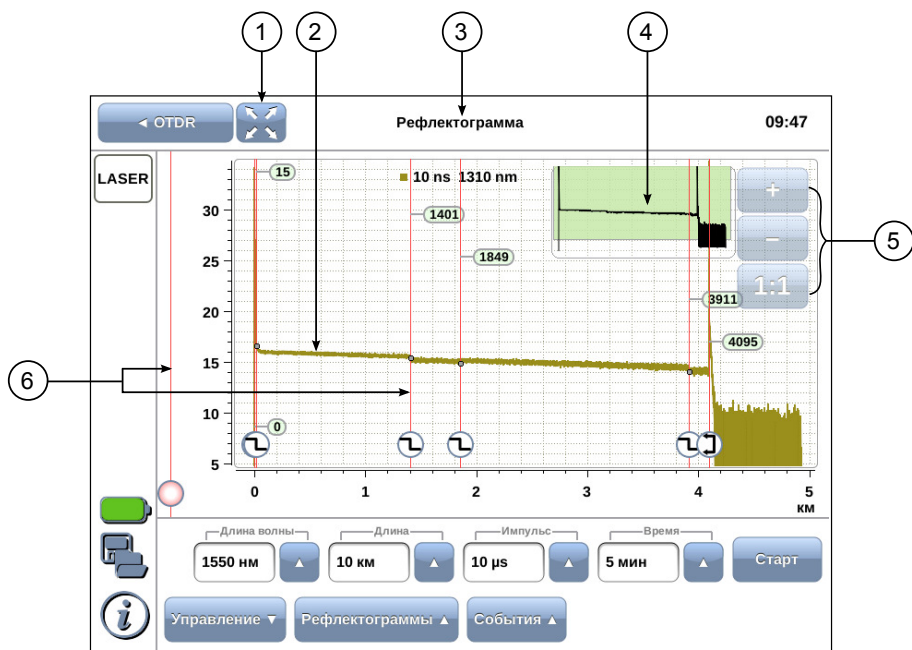 1
2
3
4
◄ OTDR
Рефлектограмма
09:47
LASER
15
10 ns 1310 nm
+
30
1401
5
25
1849
−
1:1
20
3911
4095
15
6
10
0
5
0
1
2
3
4
5
км
Длина волны
Длина
Импульс
Время
1550 нм ▲
10 км ▲
10 µs ▲
5 мин ▲
Старт
i
Управление ▼
Рефлектограммы ▲
События ▲